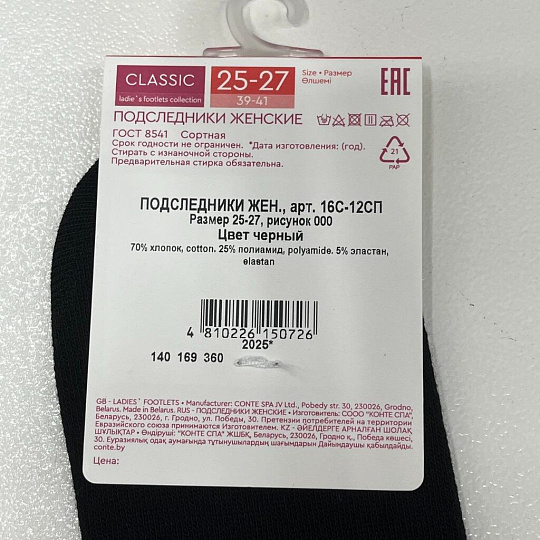 CLASSIC
ladie`s footlets collection
25-27
39-41
Size • Размер
Өлшемі
EAC
ПОДСЛЕДНИКИ ЖЕНСКИЕ
ГОСТ 8541 Сортная
Срок годности не ограничен. *Дата изготовления: (год).
Стирать с изнаночной стороны.
Предварительная стирка обязательна.
21
PAP
ПОДСЛЕДНИКИ ЖЕН., арт. 16С-12СП
Размер 25-27, рисунок 000
Цвет черный
70% хлопок, cotton. 25% полиамид, polyamide. 5% эластан,
elastan
4 810226 150726
2025*
140 169 360
GB - LADIES` FOOTLETS • Manufacturer: CONTE SPA JV Ltd., Pobedy str. 30, 230026, Grodno,
Belarus. Made in Belarus. RUS - ПОДСЛЕДНИКИ ЖЕНСКИЕ • Изготовитель: СООО "КОНТЕ СПА",
Беларусь, 230026, г. Гродно, ул. Победы, 30. Претензии потребителей на территории
Евразийского союза принимаются Изготовителем. KZ - ӘЙЕЛДЕРГЕ АРНАЛҒАН ШОЛАҚ
ШҰЛЫҚТАР • Өндіруші: "КОНТЕ СПА" ЖШБҚ, Беларусь, 230026, Гродно қ., Победа көшесі,
30. Еуразиялық одақ аумағында тұтынушылардың шағымдарын Дайындаушы қабылдайды.
conte.by
Цена: